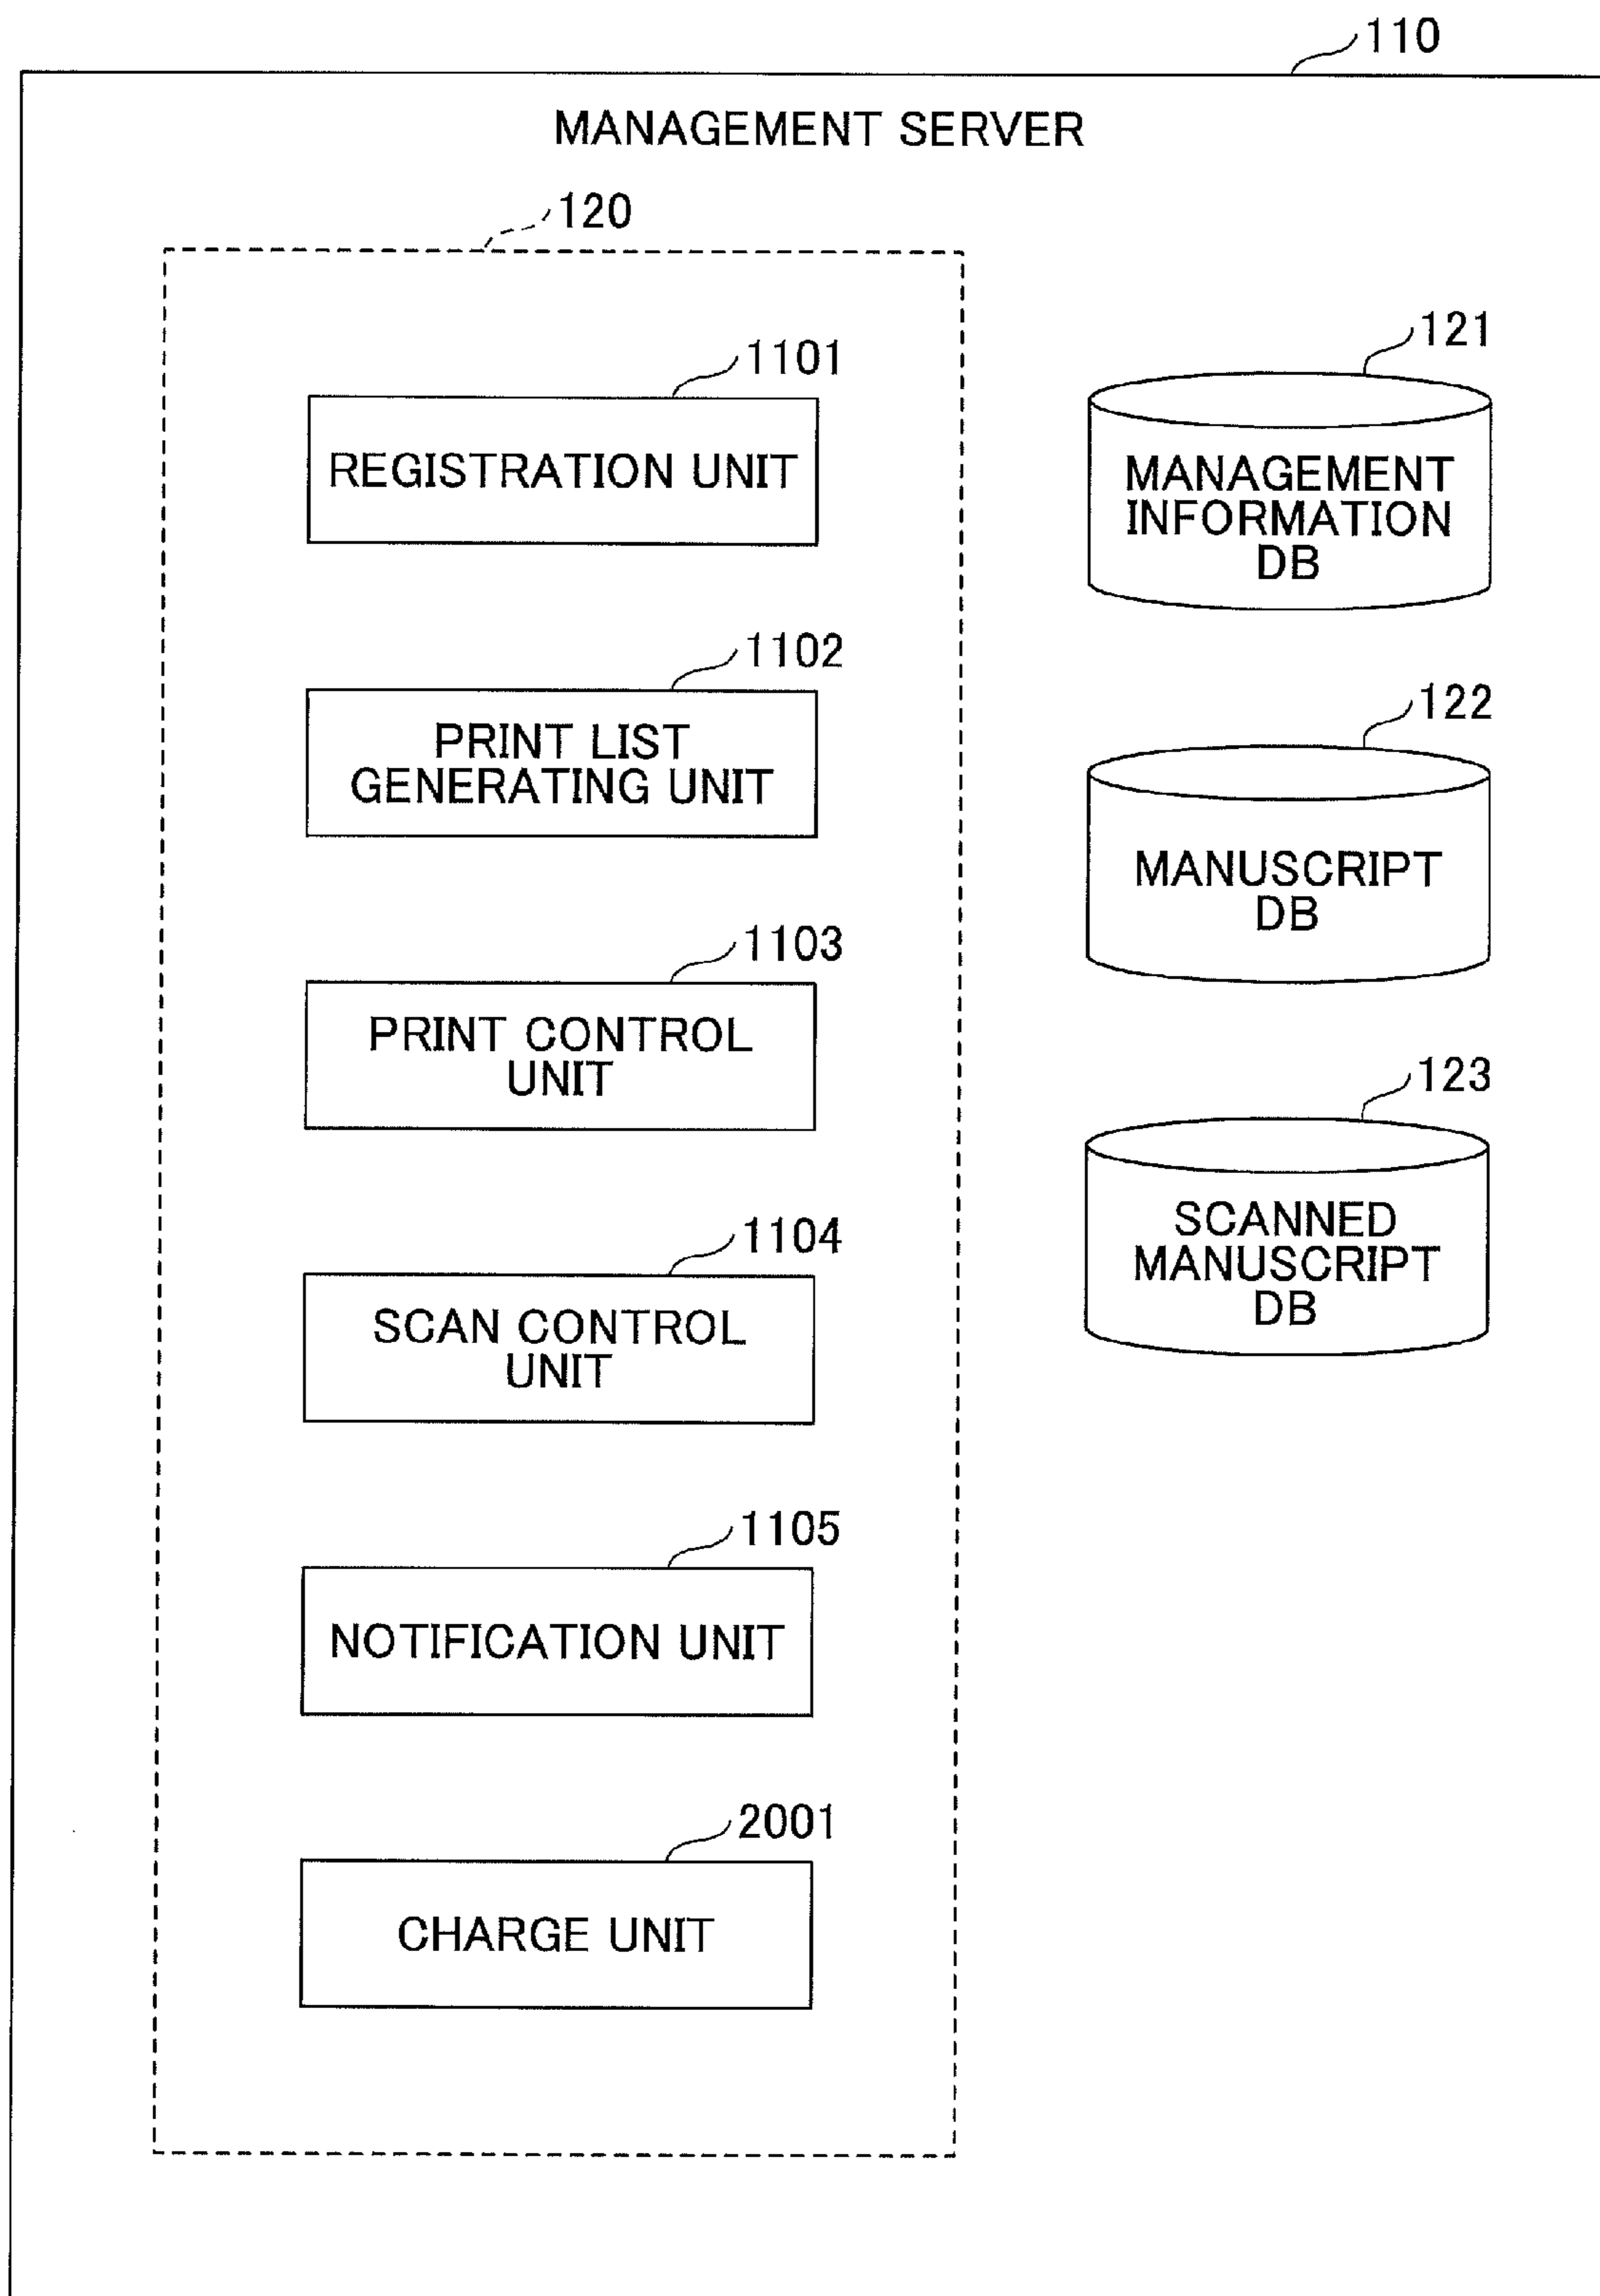 110
MANAGEMENT SERVER
120
1101
REGISTRATION UNIT
1102
PRINT LIST
GENERATING UNIT
1103
PRINT CONTROL
UNIT
1104
SCAN CONTROL
UNIT
1105
NOTIFICATION UNIT
2001
CHARGE UNIT
121
MANAGEMENT
INFORMATION
DB
122
MANUSCRIPT
DB
123
SCANNED
MANUSCRIPT
DB